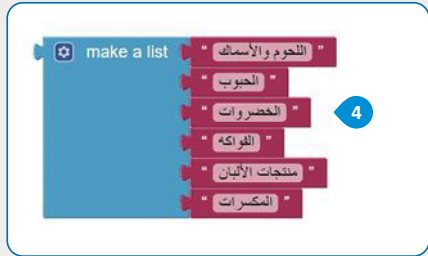 make a list " اللحوم والأسماك "
" الحبوب "
" الخضروات "
4
" الفواكه "
" منتجات الألبان "
" المكسرات "